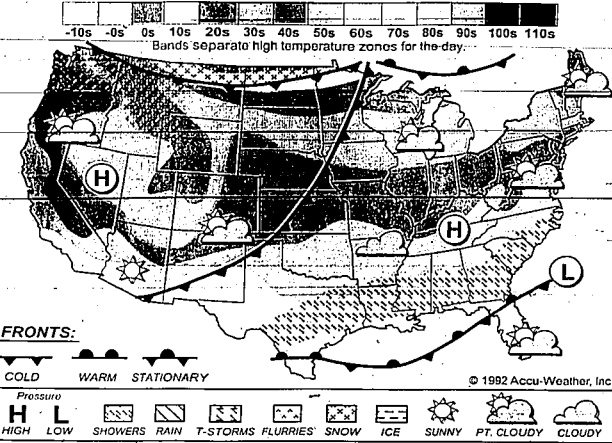 -10s -0s 0s 10s 20s 30s 40s 50s 60s 70s 80s 90s 100s 110s
Bands separate high temperature zones for the day.
H
H
L
FRONTS:
COLD WARM STATIONARY
© 1992 Accu-Weather, Inc
Pressure
H L
HIGH LOW SHOWERS RAIN T-STORMS FLURRIES SNOW ICE SUNNY PT. CLOUDY CLOUDY